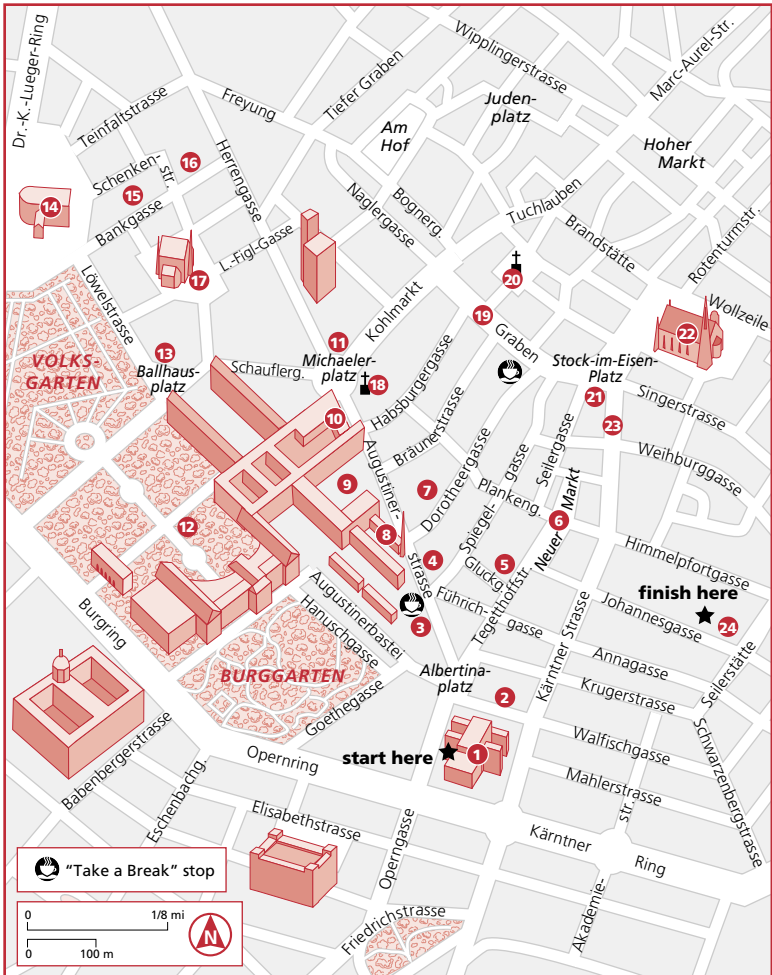 Dr.-K.-Lueger-Ring
Teinfaltstrasse
Freyung
Tiefer Graben
Wipplingerstrasse
Marc-Aurel-Str.
Juden-
platz
Am
Hof
Hoher
Markt
Schenken-
str.
16
15
14
Bankgasse
Herrengasse
Naglergasse
Bognerg.
Tuchlauben
Brandstätte
Rotenturmstr.
Wollzeile
L.-Figl-Gasse
17
20
Löwelstrasse
19
Graben
22
Kohlmarkt
VOLKS-
GARTEN
13
Ballhaus-
platz
11
Michaeler-
platz
Schauflerg.
18
Stock-im-Eisen-
Platz
21
Singerstrasse
23
Habsburgergasse
10
Bräunerstrasse
Weihburggasse
Seilergasse
Augustiner-
strasse
Dorotheergasse
Spiegel-
gasse
Plankeng.
9
7
Neuer Markt
6
12
8
4
5
Gluckg.
Himmelpfortgasse
finish here
24
Johannesgasse
Führich-
gasse
Tegetthoffstr.
3
Augustinerbastei
Hanuschgasse
Burgring
BURGGARTEN
Albertina-
platz
Kärntner Strasse
Annagasse
Seilerstätte
Krugerstrasse
2
Goethegasse
Walfischgasse
Schwarzenbergstrasse
start here
1
Opernring
Mahlerstrasse
Babenbergerstrasse
Eschenbachg.
Elisabethstrasse
Operngasse
Kärntner
Ring
Akademie-
str.
Friedrichstrasse
"Take a Break" stop
0 1/8 mi
0 100 m
N